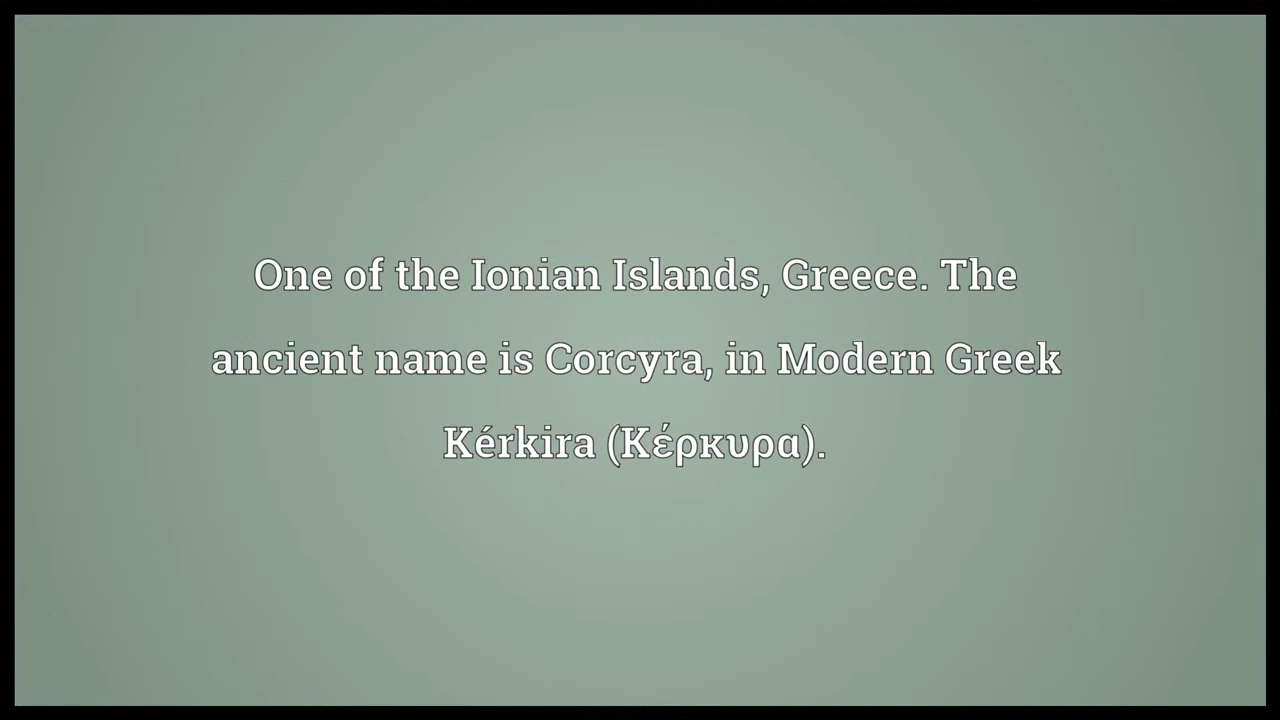 One of the Ionian Islands, Greece. The
ancient name is Corcyra, in Modern Greek
Kérkira (Κέρκυρα).